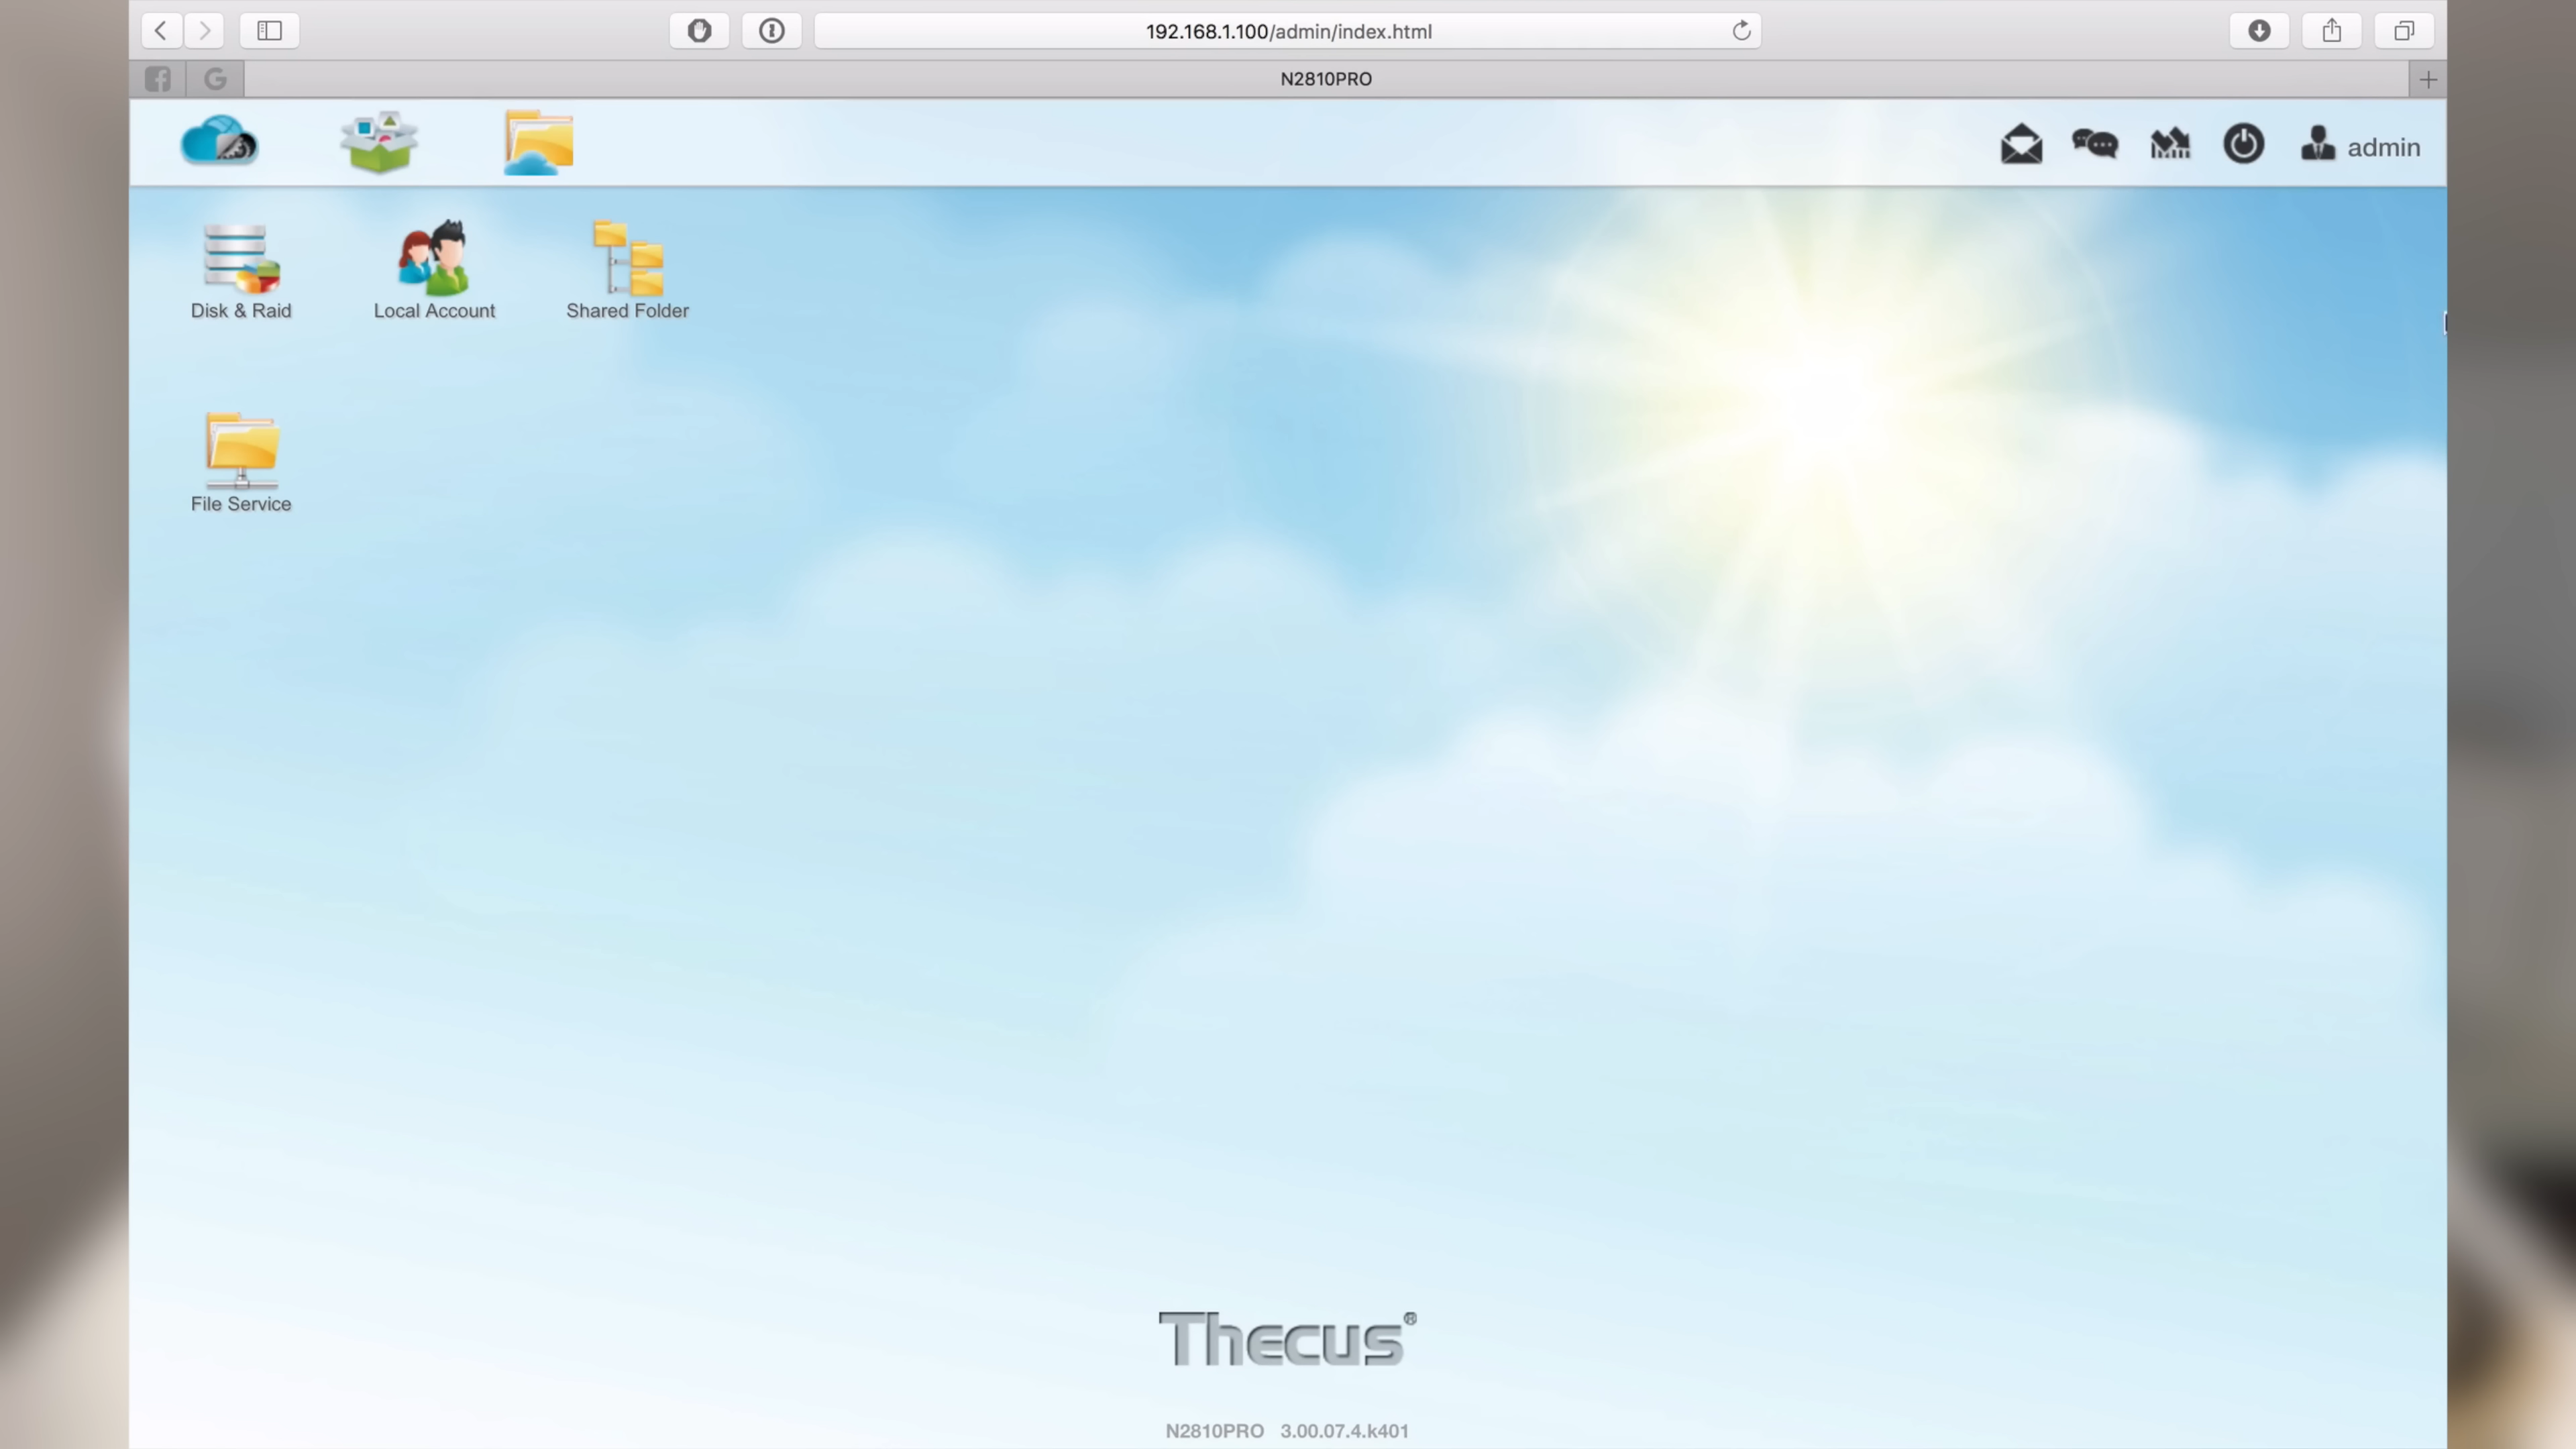 192.168.1.100/admin/index.html
N2810PRO
admin
Disk & Raid
Local Account
Shared Folder
File Service
Thecus®
N2810PRO 3.00.07.4.k401